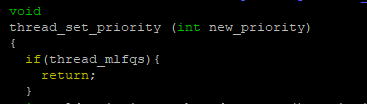 void
thread_set_priority (int new_priority)
{
  if(thread_mlfqs){
    return;
  }